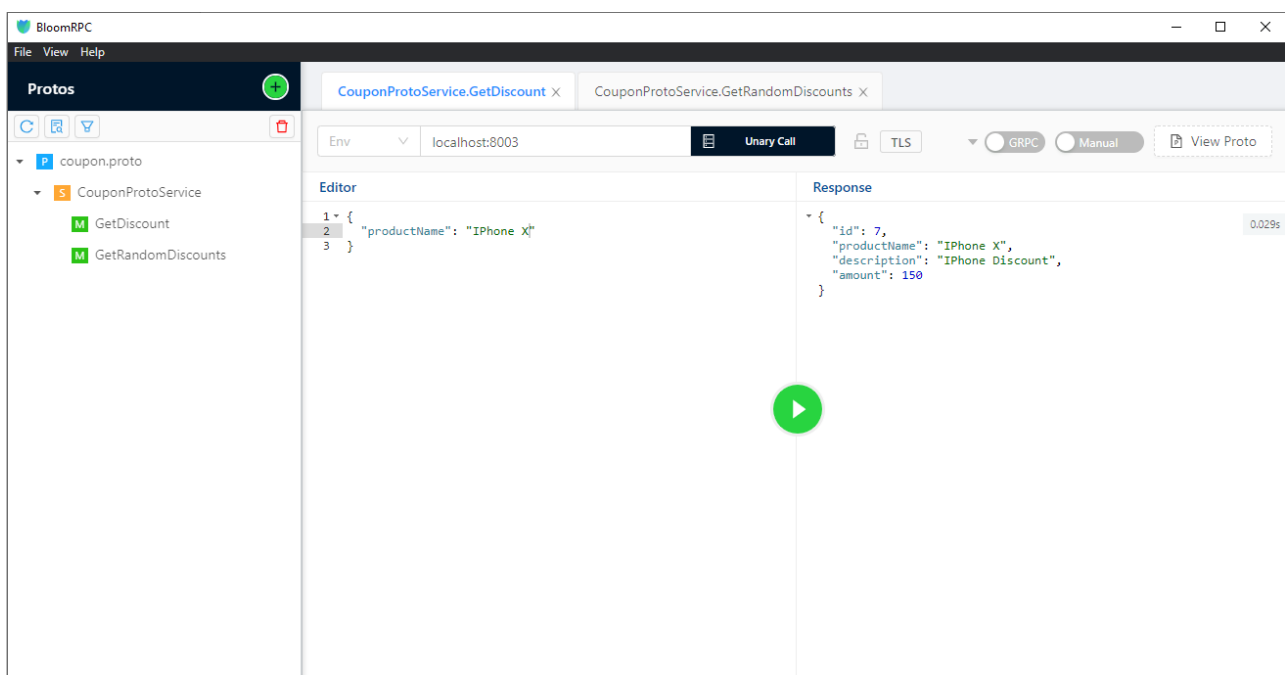 BloomRPC
File View Help
Protos
CouponProtoService.GetDiscount
CouponProtoService.GetRandomDiscounts
Env
localhost:8003
Unary Call
TLS
GRPC
Manual
View Proto
P coupon.proto
S CouponProtoService
M GetDiscount
M GetRandomDiscounts
Editor
1 {
2 "productName": "IPhone X"
3 }
Response
{
"id": 7,
"productName": "IPhone X",
"description": "IPhone Discount",
"amount": 150
}
0.029s